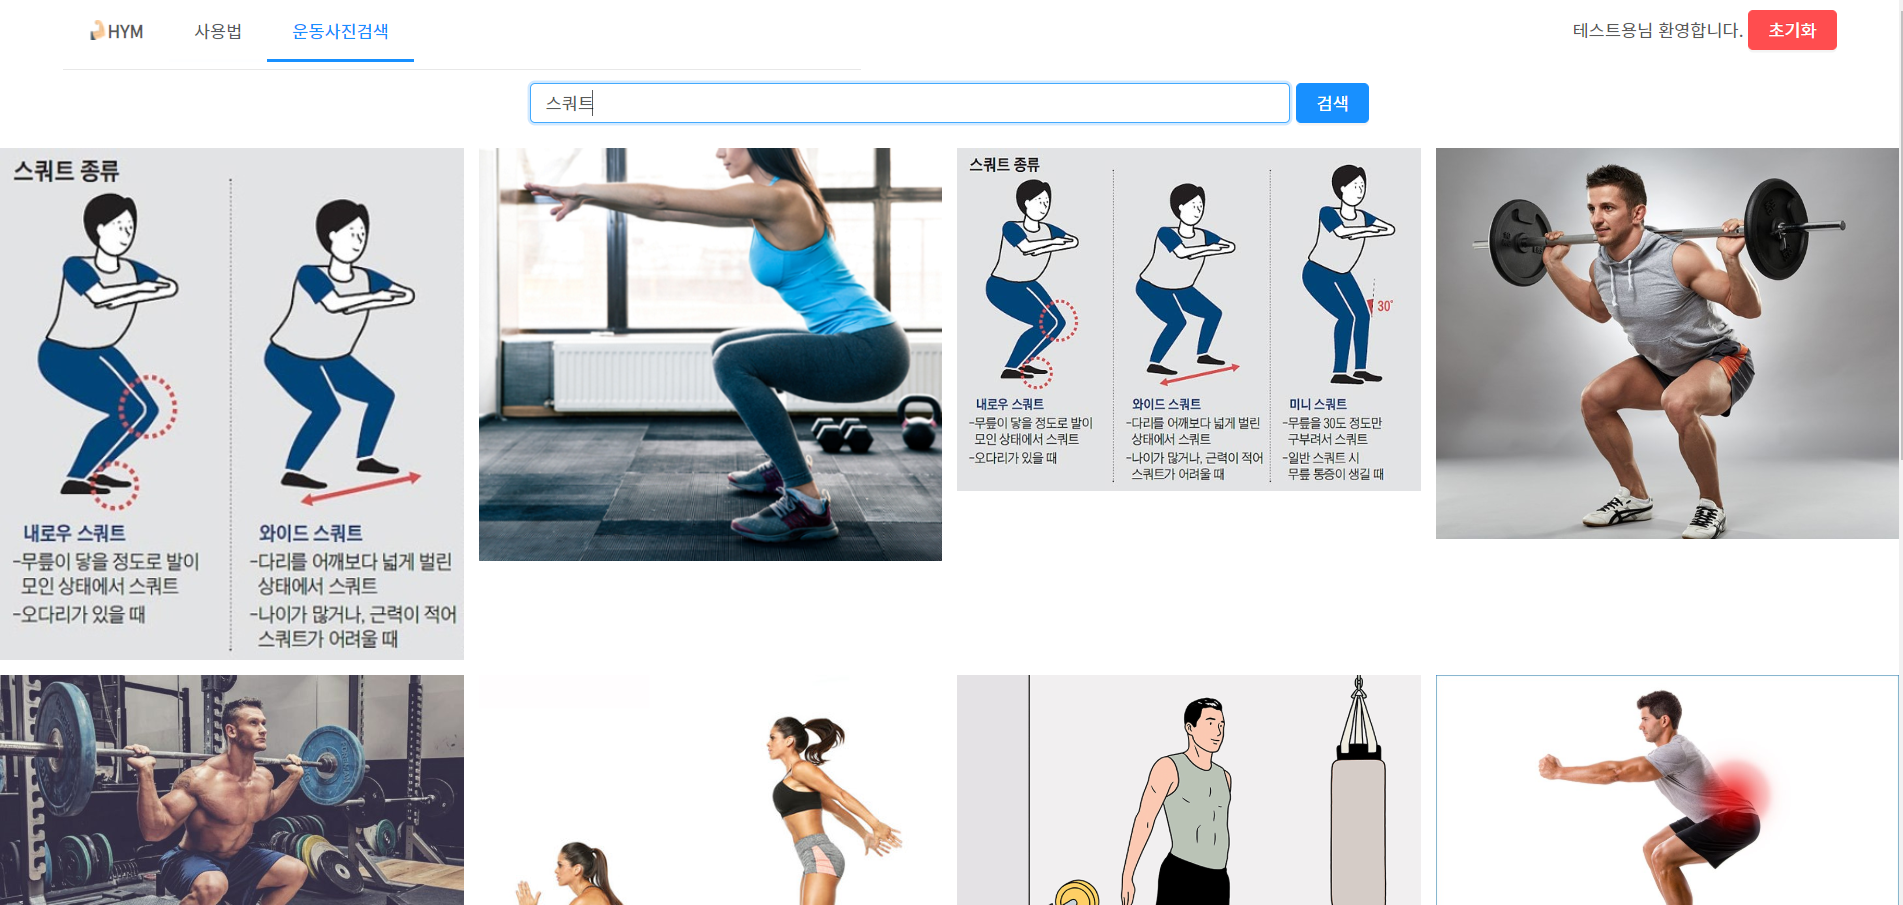 HYM
사용법
운동사진검색
테스트용님 환영합니다.
초기화
스쿼트
검색
스쿼트 종류
내로우 스쿼트
-무릎이 닿을 정도로 발이
모인 상태에서 스쿼트
-오다리가 있을 때
와이드 스쿼트
-다리를 어깨보다 넓게 벌린
상태에서 스쿼트
-나이가 많거나, 근력이 적어
스쿼트가 어려울 때
스쿼트 종류
30˚
내로우 스쿼트
-무릎이 닿을 정도로 발이
모인 상태에서 스쿼트
-오다리가 있을 때
와이드 스쿼트
-다리를 어깨보다 넓게 벌린
상태에서 스쿼트
-나이가 많거나, 근력이 적어
스쿼트가 어려울 때
미니 스쿼트
-무릎을 30도 정도만
구부려서 스쿼트
-일반 스쿼트 시
무릎 통증이 생길 때